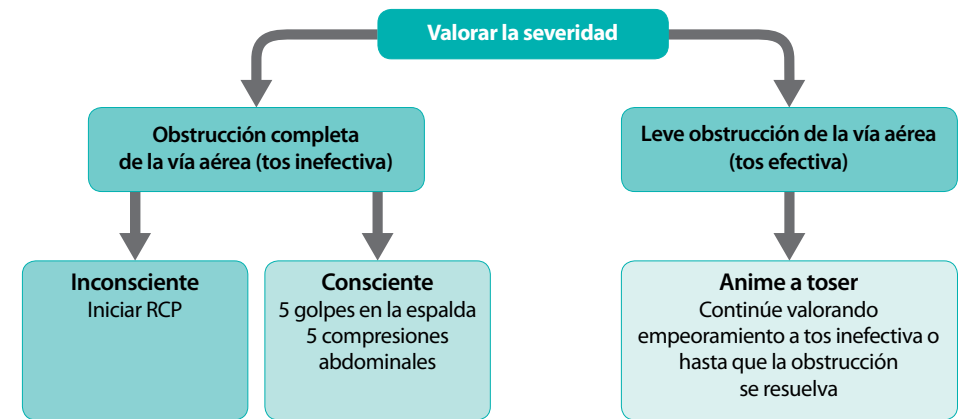 Valorar la severidad
Obstrucción completa
de la vía aérea (tos inefectiva)
Leve obstrucción de la vía aérea
(tos efectiva)
Inconsciente
Iniciar RCP
Consciente
5 golpes en la espalda
5 compresiones
abdominales
Anime a toser
Continúe valorando
empeoramiento a tos inefectiva o
hasta que la obstrucción
se resuelva